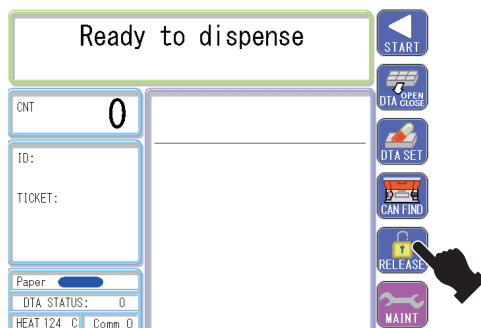 Ready to dispense
START
DTA OPEN CLOSE
CNT 0
DTA SET
ID:
TICKET:
CAN FIND
RELEASE
Paper
DTA STATUS: 0
HEAT 124 C Comm 0
MAINT